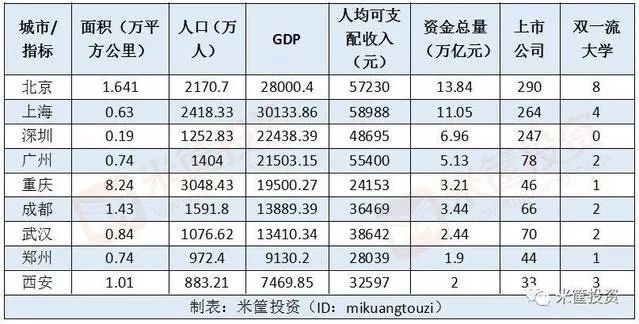 城市/指标 面积（万平方公里） 人口（万人） GDP 人均可支配收入（元） 资金总量（万亿元） 上市公司 双一流大学
北京 1.641 2170.7 28000.4 57230 13.84 290 8
上海 0.63 2418.33 30133.86 58988 11.05 264 4
深圳 0.19 1252.83 22438.39 48695 6.96 247 0
广州 0.74 1404 21503.15 55400 5.13 78 2
重庆 8.24 3048.43 19500.27 24153 3.21 46 1
成都 1.43 1591.8 13889.39 36469 3.44 66 2
武汉 0.84 1076.62 13410.34 38642 2.44 70 2
郑州 0.74 972.4 9130.2 28039 1.9 44 1
西安 1.01 883.21 7469.85 32597 2 33 3
制表：米筐投资（ID：mikuangtouzi）
米筐投资